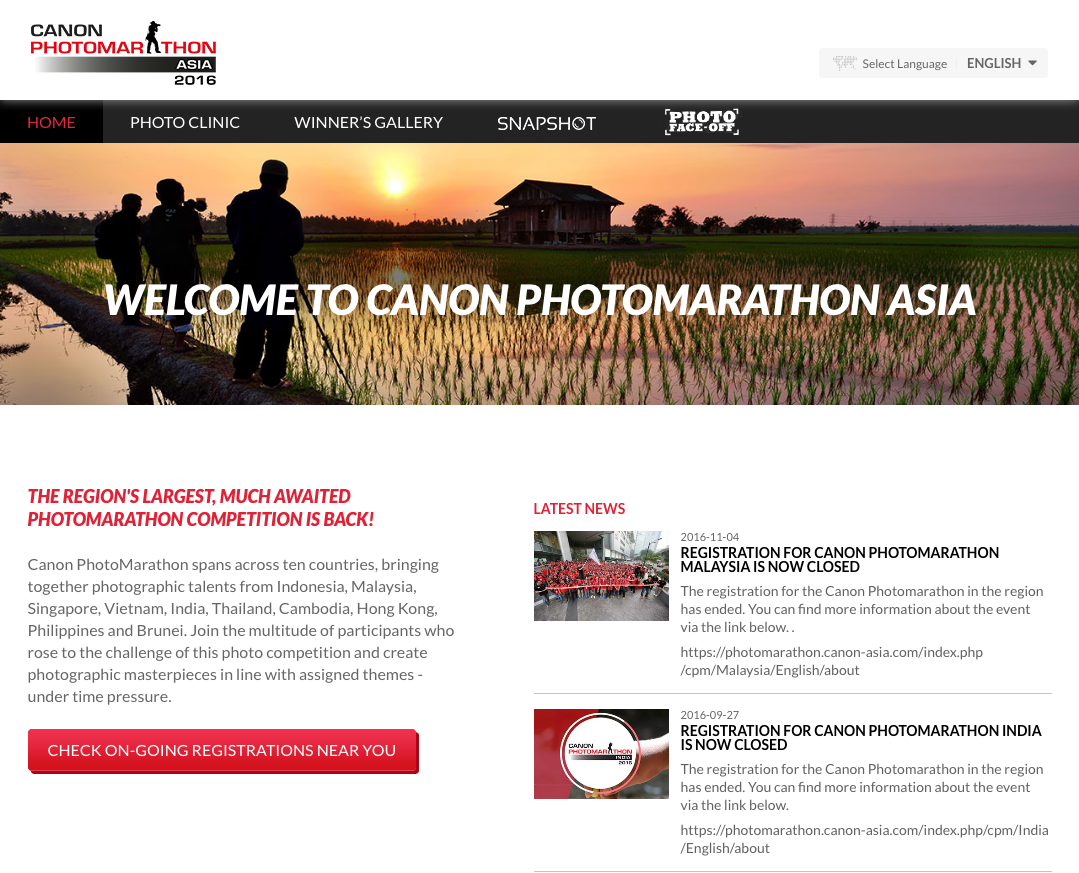 CANON
PHOTOMARATHON
ASIA
2016
Select Language
ENGLISH
HOME
PHOTO CLINIC
WINNER'S GALLERY
SNAPSHOT
PHOTO
FACE-OFF
WELCOME TO CANON PHOTOMARATHON ASIA
THE REGION'S LARGEST, MUCH AWAITED
PHOTOMARATHON COMPETITION IS BACK!
Canon PhotoMarathon spans across ten countries, bringing
together photographic talents from Indonesia, Malaysia,
Singapore, Vietnam, India, Thailand, Cambodia, Hong Kong,
Philippines and Brunei. Join the multitude of participants who
rose to the challenge of this photo competition and create
photographic masterpieces in line with assigned themes -
under time pressure.
CHECK ON-GOING REGISTRATIONS NEAR YOU
LATEST NEWS
2016-11-04
REGISTRATION FOR CANON PHOTOMARATHON
MALAYSIA IS NOW CLOSED
The registration for the Canon Photomarathon in the region
has ended. You can find more information about the event
via the link below. .
https://photomarathon.canon-asia.com/index.php
/cpm/Malaysia/English/about
CANON
PHOTOMARATHON
INDIA
2016
2016-09-27
REGISTRATION FOR CANON PHOTOMARATHON INDIA
IS NOW CLOSED
The registration for the Canon Photomarathon in the region
has ended. You can find more information about the event
via the link below.
https://photomarathon.canon-asia.com/index.php/cpm/India
/English/about